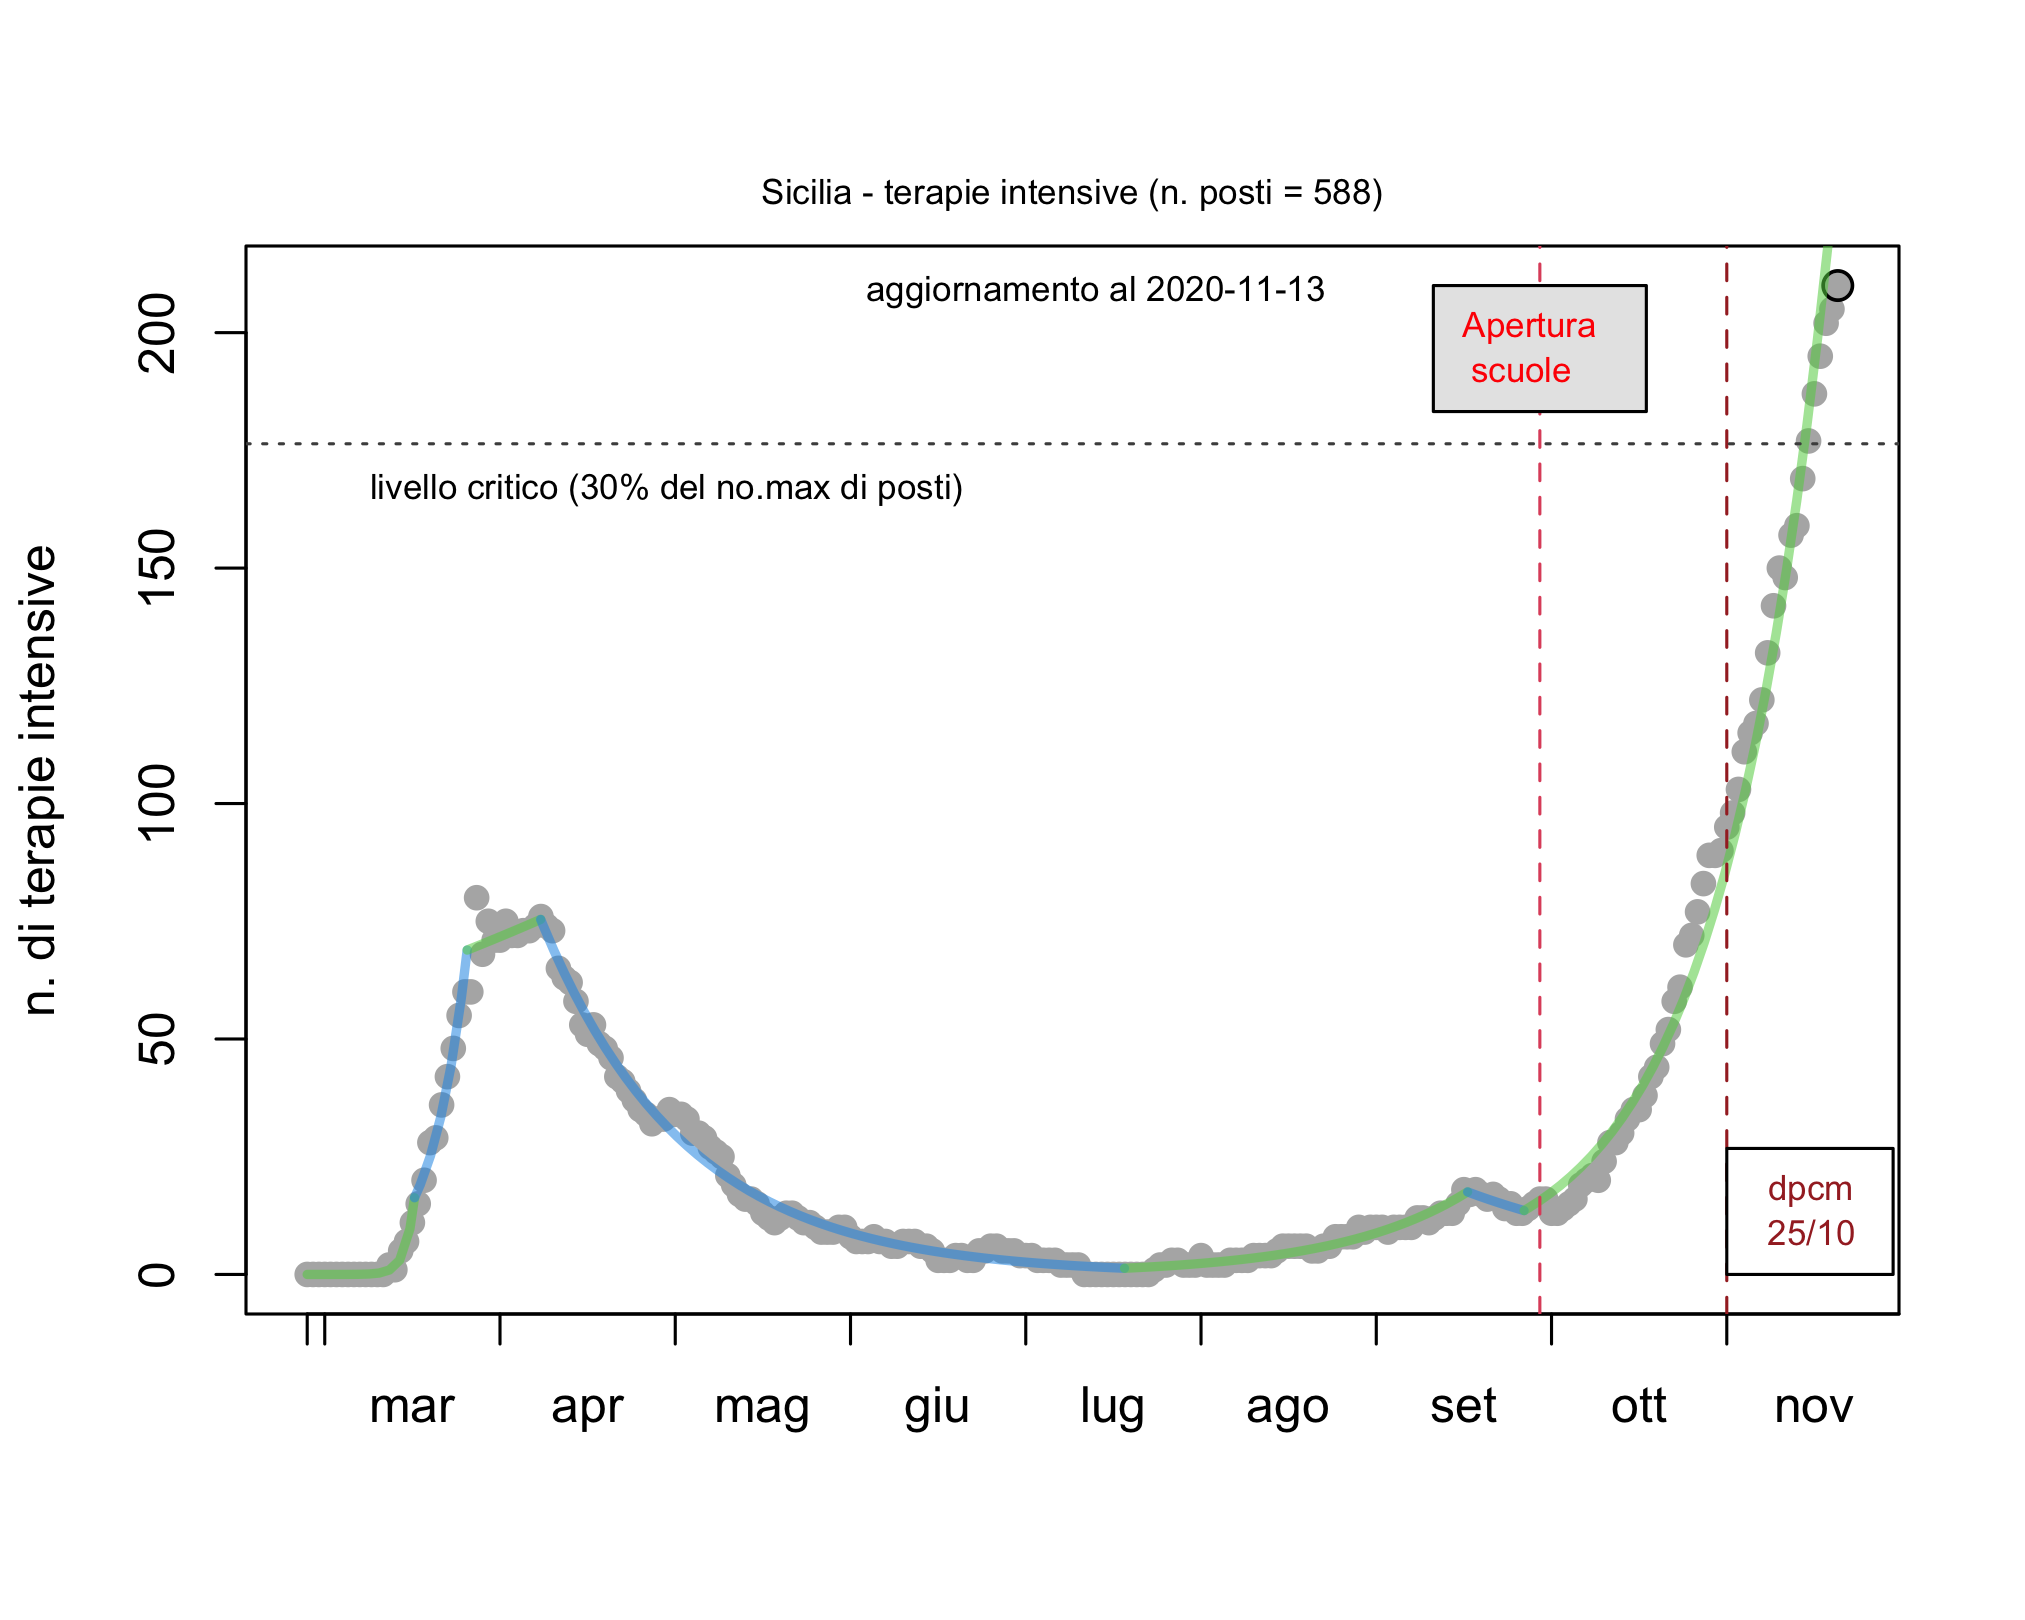 Sicilia - terapie intensive (n. posti = 588)
aggiornamento al 2020-11-13
Apertura
scuole
livello critico (30% del no.max di posti)
n. di terapie intensive
200
150
100
50
0
dpcm
25/10
mar apr mag giu lug ago set ott nov